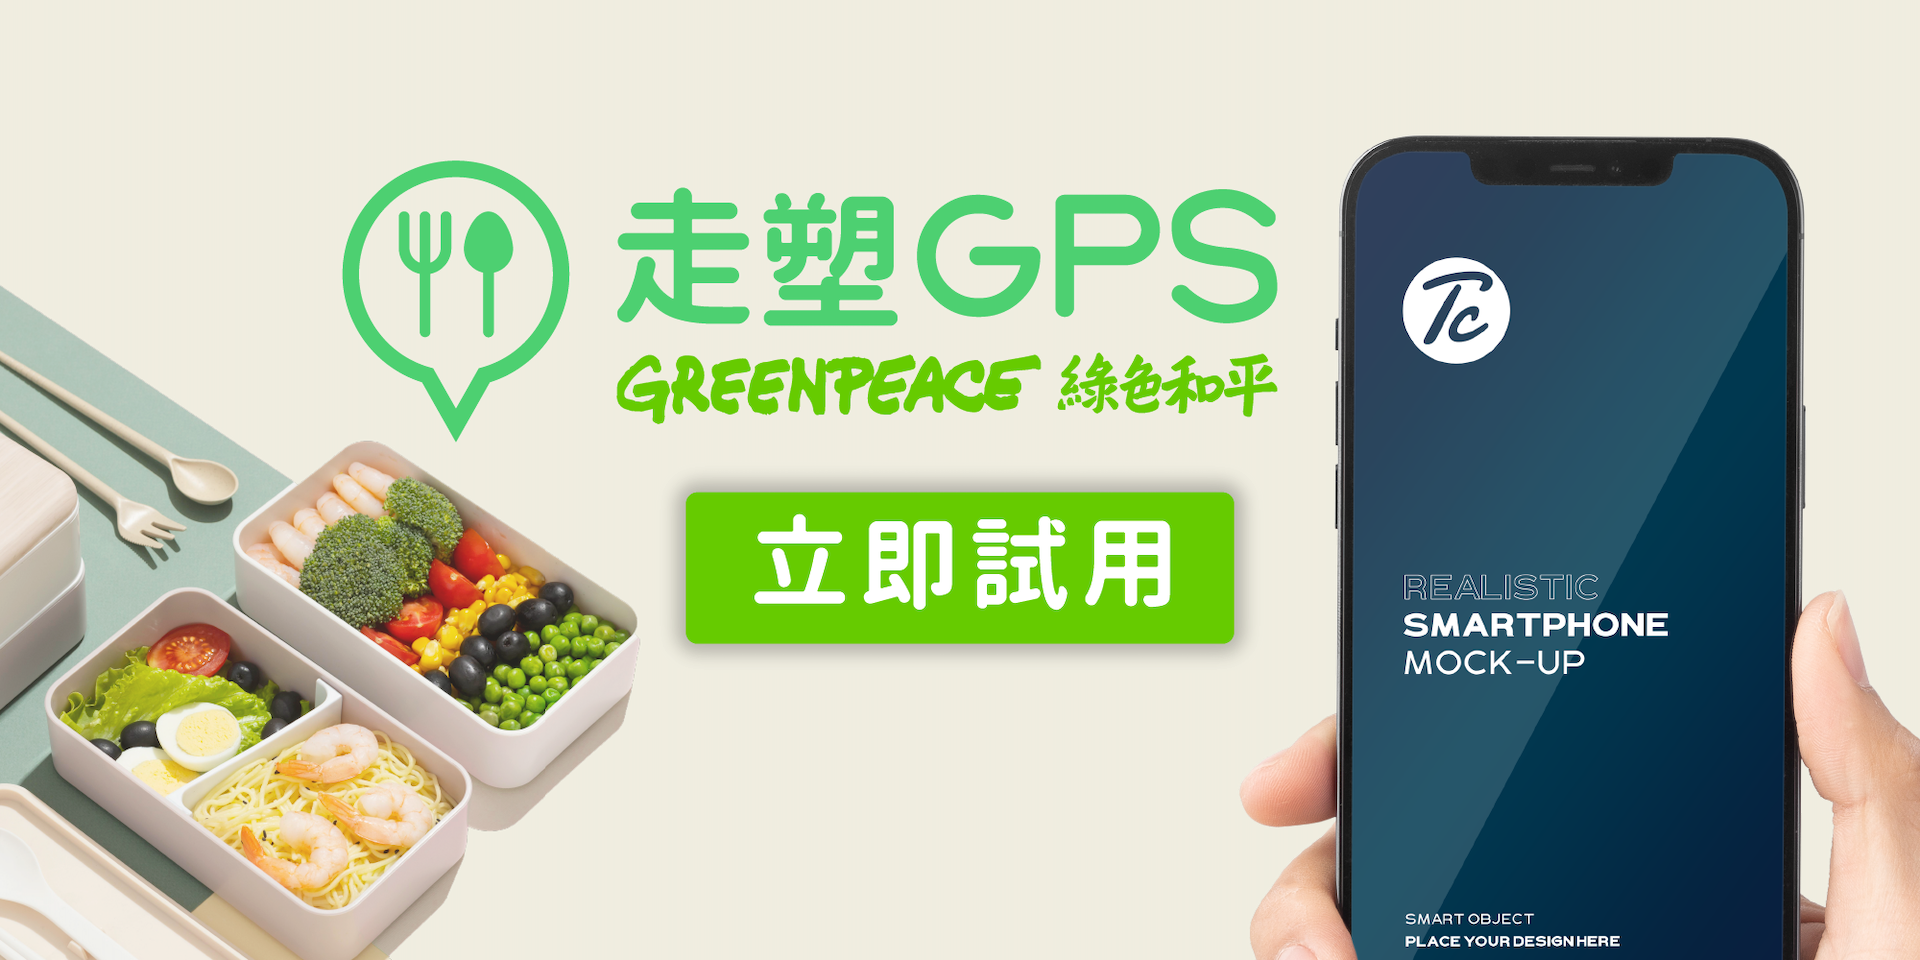 走塑GPS
GREENPEACE 綠色和平
立即試用
Tc
REALISTIC
SMARTPHONE
MOCK-UP
SMART OBJECT
PLACE YOUR DESIGN HERE